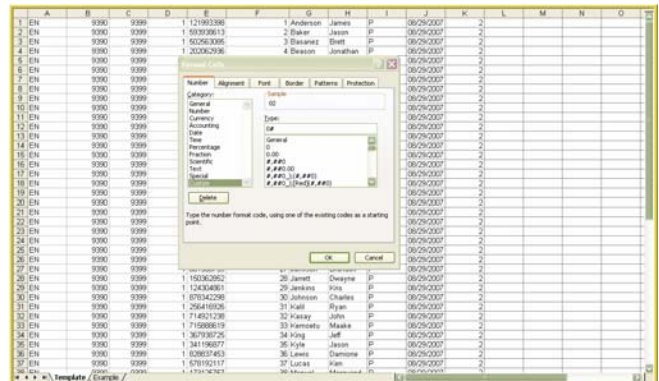 A B C D E F G H I J K L M N O
1 EN 9390 9399 1 121993398 1 Anderson James P 08/29/2007 2
2 EN 9390 9399 1 593938613 2 Baker Jason P 08/29/2007 2
3 EN 9390 9399 1 502563085 3 Basanez Brett P 08/29/2007 2
4 EN 9390 9399 1 202062936 4 Beason Jonathan P 08/29/2007 2
5 EN 9390 9399 08/29/2007 2
6 EN 9390 9399 08/29/2007 2
7 EN 9390 9399 08/29/2007 2
8 EN 9390 9399 08/29/2007 2
9 EN 9390 9399 08/29/2007 2
10 EN 9390 9399 08/29/2007 2
11 EN 9390 9399 08/29/2007 2
12 EN 9390 9399 08/29/2007 2
13 EN 9390 9399 08/29/2007 2
14 EN 9390 9399 08/29/2007 2
15 EN 9390 9399 08/29/2007 2
16 EN 9390 9399 08/29/2007 2
17 EN 9390 9399 08/29/2007 2
18 EN 9390 9399 08/29/2007 2
19 EN 9390 9399 08/29/2007 2
20 EN 9390 9399 08/29/2007 2
21 EN 9390 9399 08/29/2007 2
22 EN 9390 9399 08/29/2007 2
23 EN 9390 9399 08/29/2007 2
24 EN 9390 9399 08/29/2007 2
25 EN 9390 9399 08/29/2007 2
26 EN 9390 9399 08/29/2007 2
27 EN 9390 9399 08/29/2007 2
28 EN 9390 9399 1 150362852 28 Jarrett Dwayne P 08/29/2007 2
29 EN 9390 9399 1 124304861 29 Jenkins Kris P 08/29/2007 2
30 EN 9390 9399 1 878342298 30 Johnson Charles P 08/29/2007 2
31 EN 9390 9399 1 256416926 31 Kalil Ryan P 08/29/2007 2
32 EN 9390 9399 1 714921238 32 Kasay John P 08/29/2007 2
33 EN 9390 9399 1 715888619 33 Kemoeatu Maake P 08/29/2007 2
34 EN 9390 9399 1 367938725 34 King Jeff P 08/29/2007 2
35 EN 9390 9399 1 341196877 35 Kyle Jason P 08/29/2007 2
36 EN 9390 9399 1 828837453 36 Lewis Damione P 08/29/2007 2
37 EN 9390 9399 1 578192117 37 Lucas Ken P 08/29/2007 2
Template / Example
Format Cells
Number Alignment Font Border Patterns Protection
Category:
General
Number
Currency
Accounting
Date
Time
Percentage
Fraction
Scientific
Text
Special
Custom
Sample
02
Type:
0#
General
0
0.00
#,##0
#,##0.00
#,##0_);(#,##0)
#,##0_);[Red](#,##0)
Delete
Type the number format code, using one of the existing codes as a starting
point.
OK Cancel